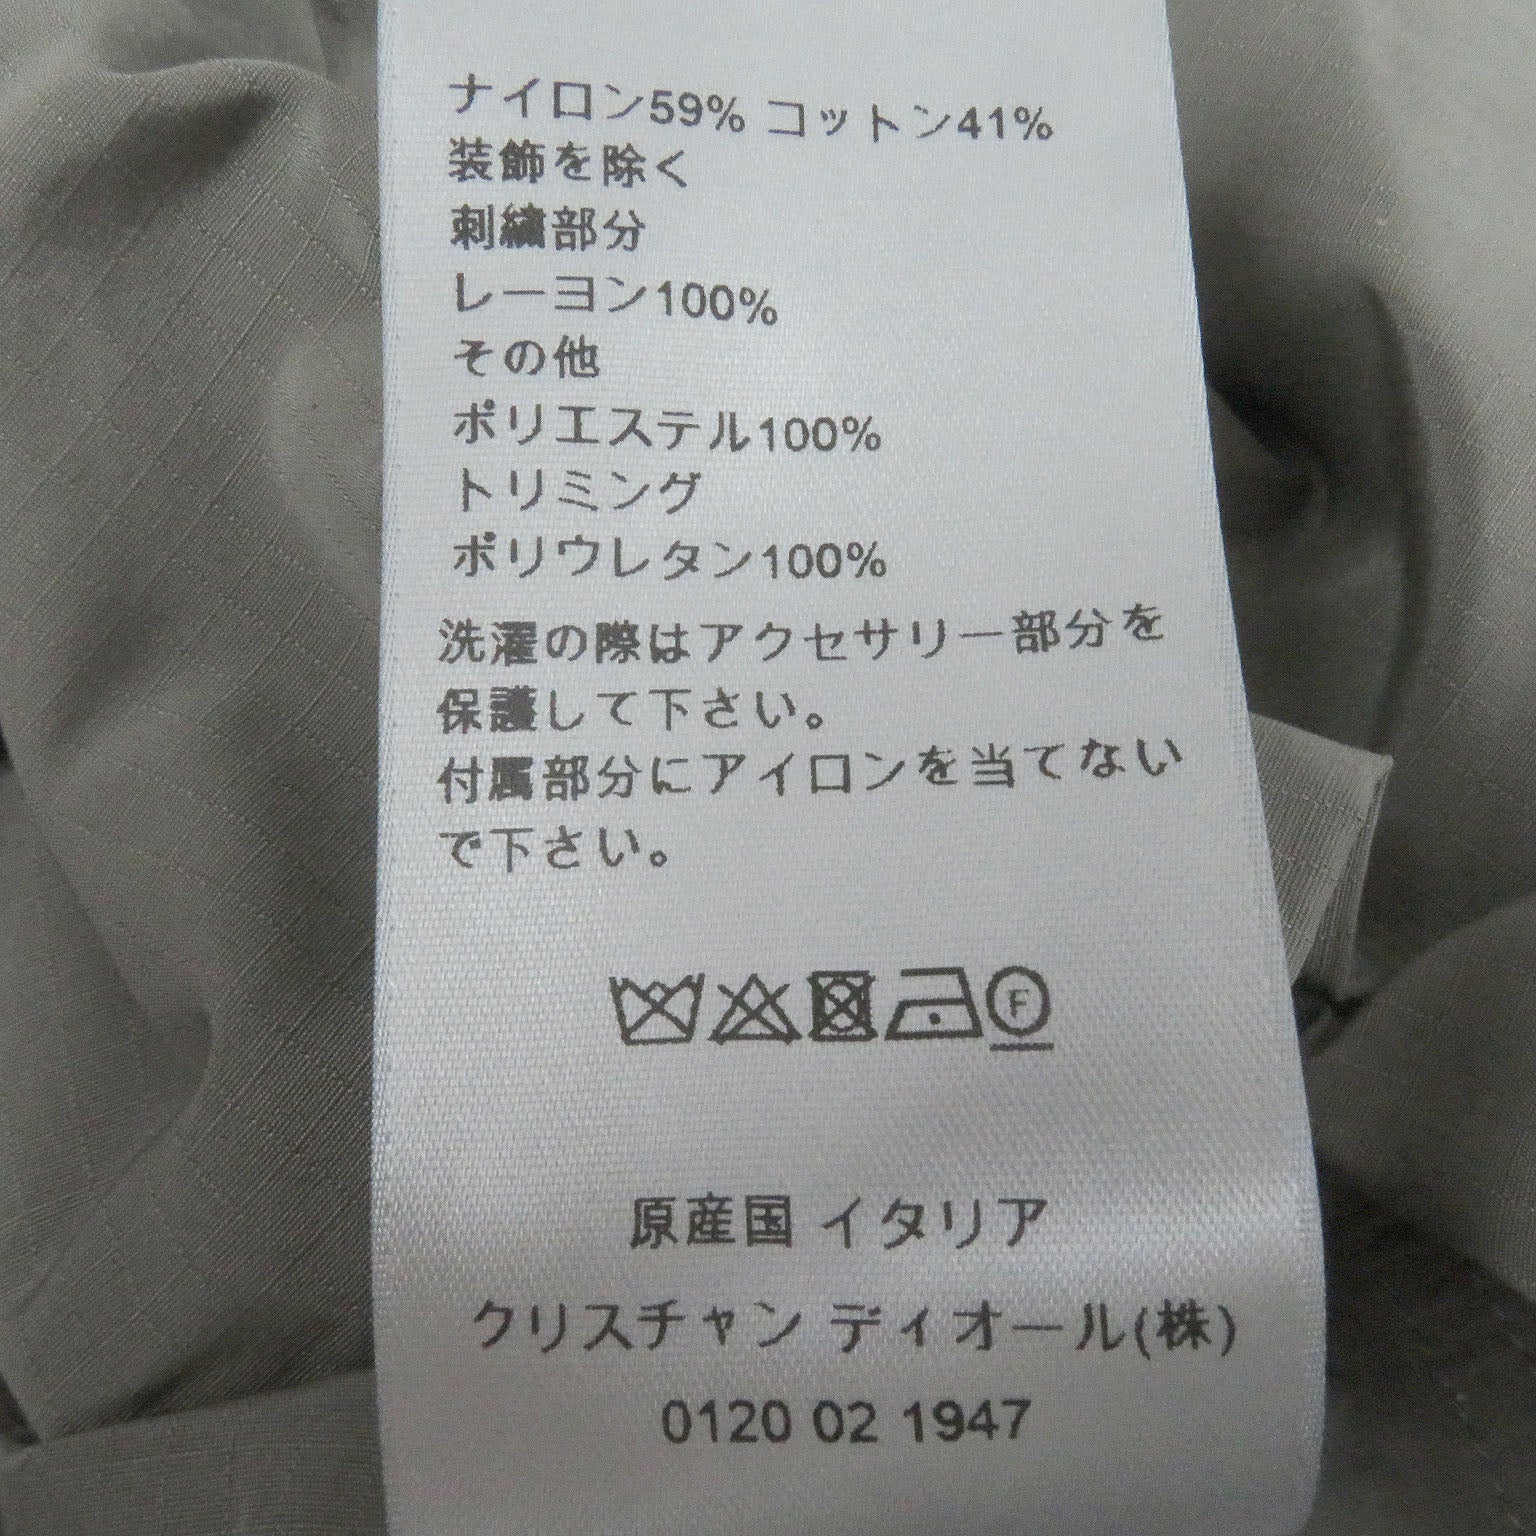 ナイロン59% コットン41%
装飾を除く
刺繍部分
レーヨン100%
その他
ポリエステル100%
トリミング
ポリウレタン100%
洗濯の際はアクセサリー部分を
保護して下さい。
付属部分にアイロンを当てない
で下さい。
F
原産国 イタリア
クリスチャン ディオール(株)
0120 02 1947